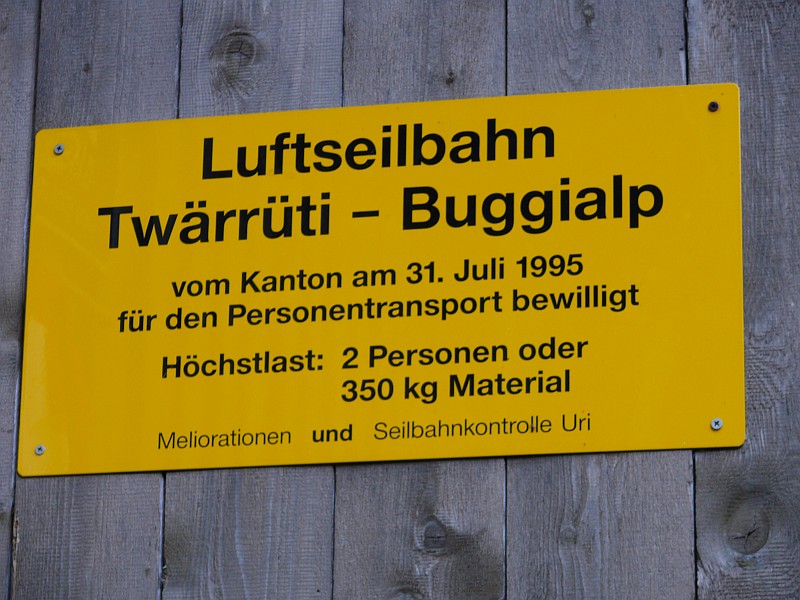 Luftseilbahn
Twärrüti – Buggialp
vom Kanton am 31. Juli 1995
für den Personentransport bewilligt
Höchstlast: 2 Personen oder
350 kg Material
Meliorationen und Seilbahnkontrolle Uri